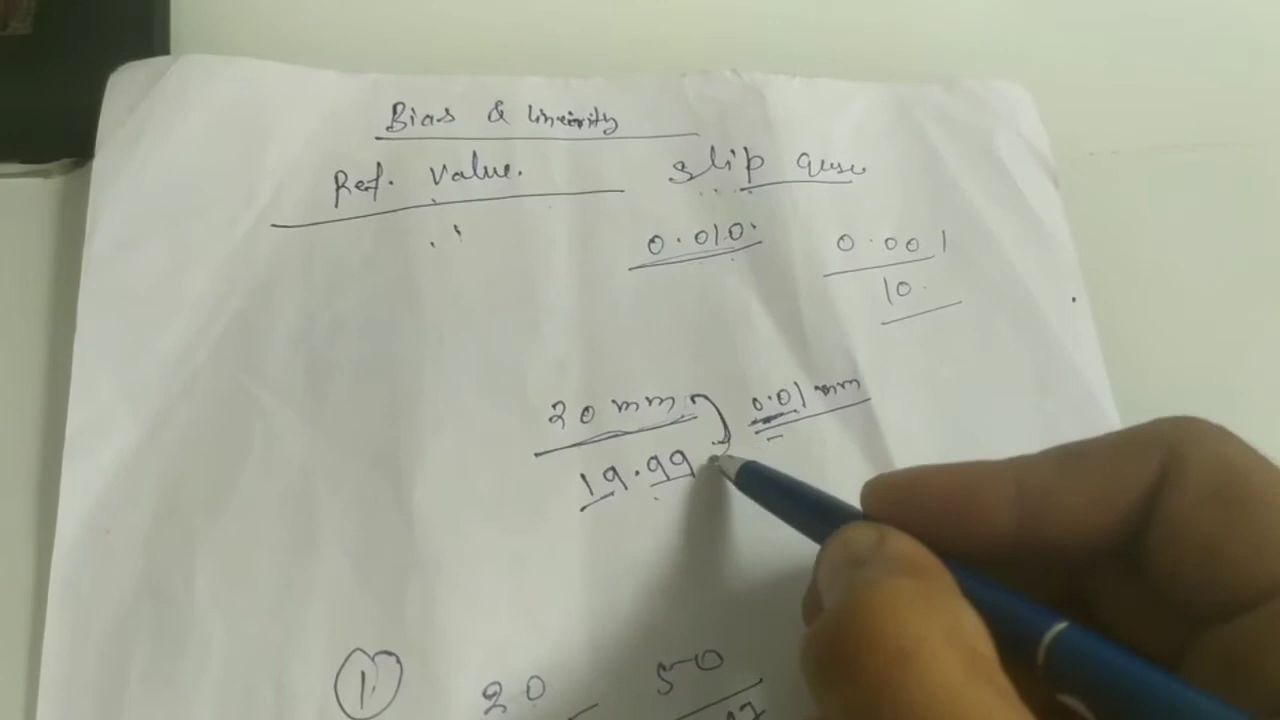 Bias & linearity
Ref. Value. slip
0.010. 0.001
10.
20 mm 0.01 mm
19.99
1 20 50